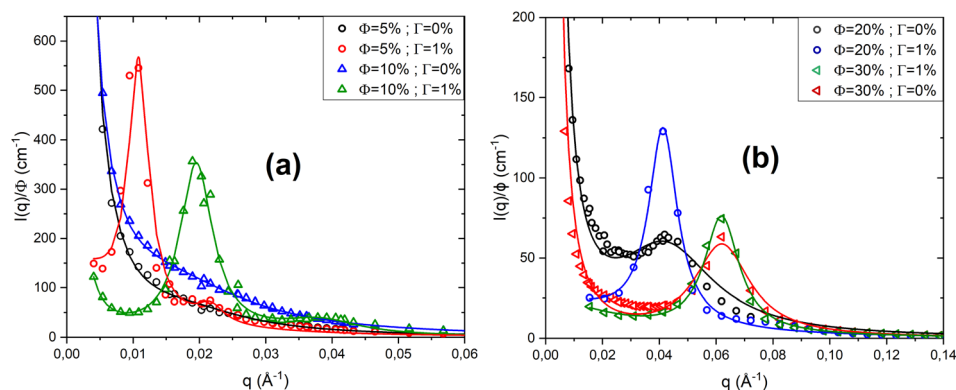 600
500
400
300
200
100
0
I(q)/Φ (cm⁻¹)
Φ=5% ; Γ=0%
Φ=5% ; Γ=1%
Φ=10% ; Γ=0%
Φ=10% ; Γ=1%
(a)
0,00 0,01 0,02 0,03 0,04 0,05 0,06
q (Å⁻¹)
200
150
100
50
0
I(q)/ϕ (cm⁻¹)
Φ=20% ; Γ=0%
Φ=20% ; Γ=1%
Φ=30% ; Γ=1%
Φ=30% ; Γ=0%
(b)
0,00 0,02 0,04 0,06 0,08 0,10 0,12 0,14
q (Å⁻¹)